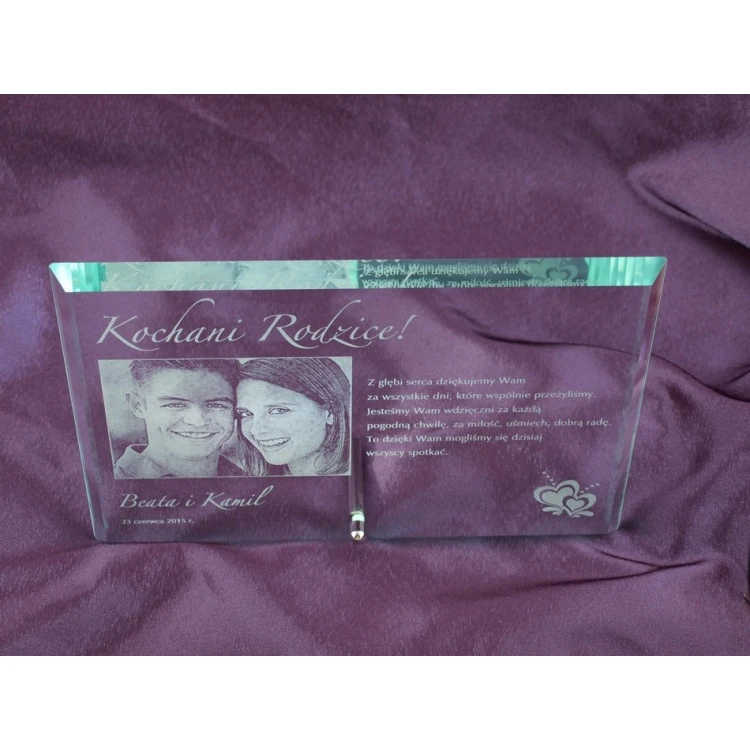 Kochani Rodzice!
Z głębi serca dziękujemy Wam
za wszystkie dni, które wspólnie przeżyliśmy.
Jesteśmy Wam wdzięczni za każdą
pogodną chwilę, za miłość, uśmiech, dobrą radę.
To dzięki Wam mogliśmy się dzisiaj
wszyscy spotkać.
Beata i Kamil
23 czerwca 2015 r.